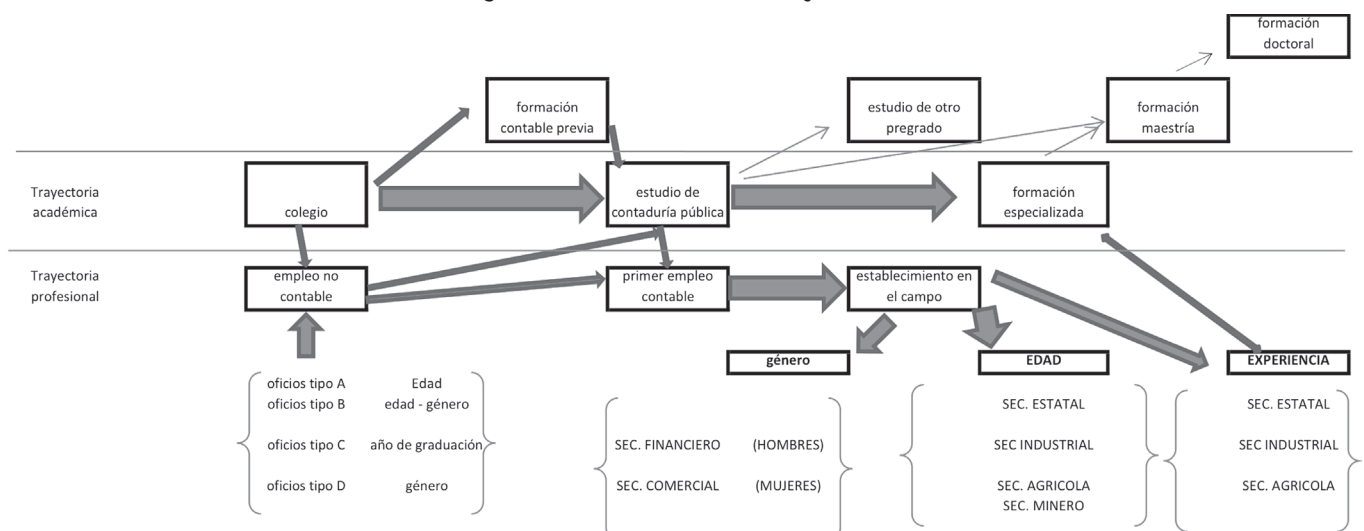 formación
doctoral
formación
contable previa
estudio de otro
pregrado
formación
maestría
Trayectoria
académica
colegio
estudio de
contaduría pública
formación
especializada
Trayectoria
profesional
empleo no
contable
primer empleo
contable
establecimiento en
el campo
género
EDAD
EXPERIENCIA
oficios tipo A Edad
oficios tipo B edad - género
oficios tipo C año de graduación
oficios tipo D género
SEC. FINANCIERO (HOMBRES)
SEC. COMERCIAL (MUJERES)
SEC. ESTATAL
SEC INDUSTRIAL
SEC. AGRICOLA
SEC. MINERO
SEC. ESTATAL
SEC INDUSTRIAL
SEC. AGRICOLA